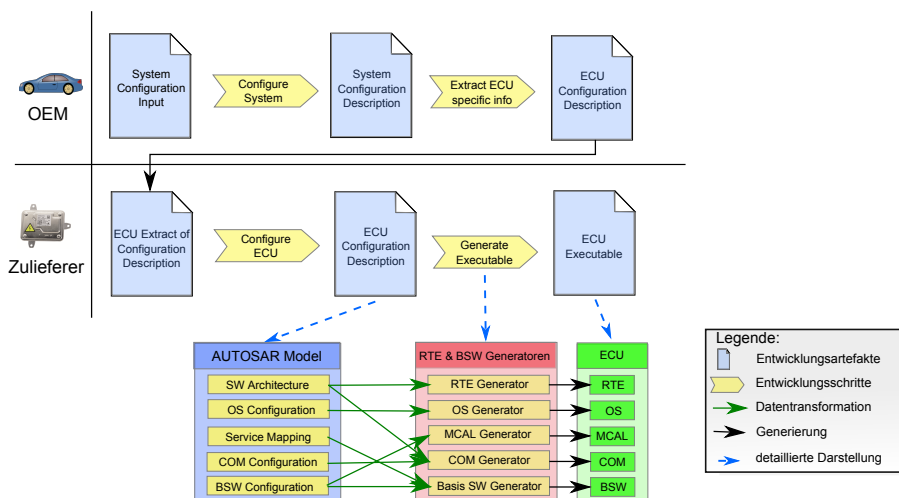 System
Configuration
Input
Configure
System
System
Configuration
Description
Extract ECU
specific info
ECU
Configuration
Description
OEM
ECU Extract of
Configuration
Description
Configure
ECU
ECU
Configuration
Description
Generate
Executable
ECU
Executable
Zulieferer
AUTOSAR Model
SW Architecture
OS Configuration
Service Mapping
COM Configuration
BSW Configuration
RTE & BSW Generatoren
RTE Generator
OS Generator
MCAL Generator
COM Generator
Basis SW Generator
ECU
RTE
OS
MCAL
COM
BSW
Legende:
Entwicklungsartefakte
Entwicklungsschritte
Datentransformation
Generierung
detaillierte Darstellung